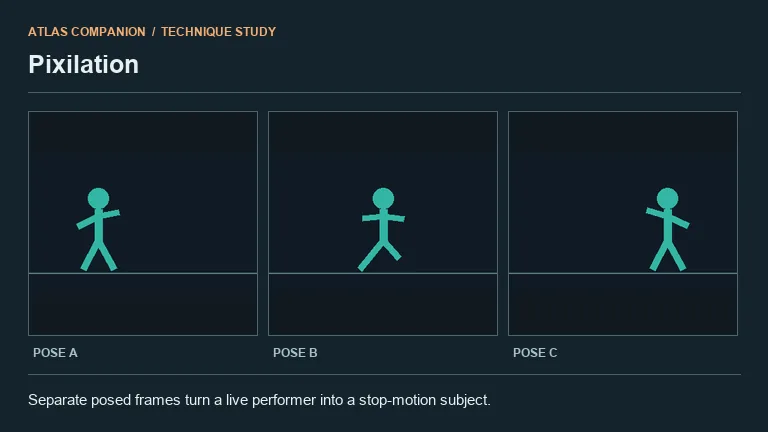 ATLAS COMPANION / TECHNIQUE STUDY
Pixilation
POSE A
POSE B
POSE C
Separate posed frames turn a live performer into a stop-motion subject.